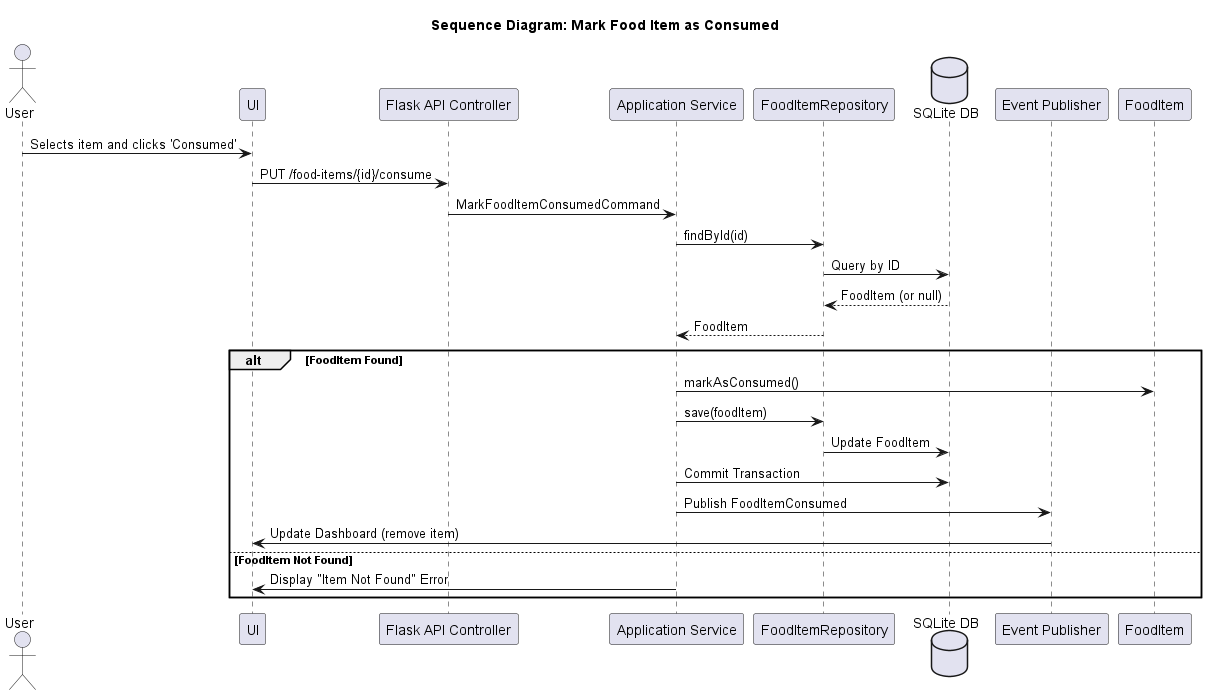 Sequence Diagram: Mark Food Item as Consumed
User
UI
Flask API Controller
Application Service
FoodItemRepository
SQLite DB
Event Publisher
FoodItem
Selects item and clicks 'Consumed'
PUT /food-items/{id}/consume
MarkFoodItemConsumedCommand
findById(id)
Query by ID
FoodItem (or null)
FoodItem
alt
[FoodItem Found]
markAsConsumed()
save(foodItem)
Update FoodItem
Commit Transaction
Publish FoodItemConsumed
Update Dashboard (remove item)
[FoodItem Not Found]
Display "Item Not Found" Error
User
UI
Flask API Controller
Application Service
FoodItemRepository
SQLite DB
Event Publisher
FoodItem